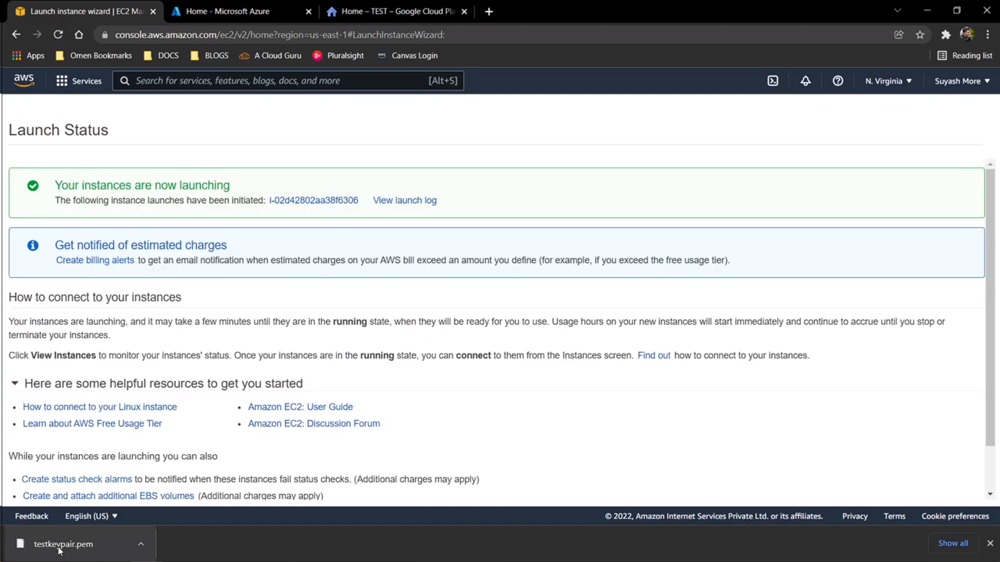 Launch instance wizard | EC2 Ma
Home - Microsoft Azure
Home – TEST – Google Cloud Pla
console.aws.amazon.com/ec2/v2/home?region=us-east-1#LaunchInstanceWizard:
Apps
Omen Bookmarks
DOCS
BLOGS
A Cloud Guru
Pluralsight
aws
Canvas Login
Reading list
aws
Services
Search for services, features, blogs, docs, and more
[Alt+S]
N. Virginia
Suyash More
Launch Status
Your instances are now launching
The following instance launches have been initiated: i-02d42802aa38f6306 View launch log
Get notified of estimated charges
Create billing alerts to get an email notification when estimated charges on your AWS bill exceed an amount you define (for example, if you exceed the free usage tier).
How to connect to your instances
Your instances are launching, and it may take a few minutes until they are in the running state, when they will be ready for you to use. Usage hours on your new instances will start immediately and continue to accrue until you stop or
terminate your instances.
Click View Instances to monitor your instances' status. Once your instances are in the running state, you can connect to them from the Instances screen. Find out how to connect to your instances.
Here are some helpful resources to get you started
• How to connect to your Linux instance
• Amazon EC2: User Guide
• Learn about AWS Free Usage Tier
• Amazon EC2: Discussion Forum
While your instances are launching you can also
• Create status check alarms to be notified when these instances fail status checks. (Additional charges may apply)
• Create and attach additional EBS volumes (Additional charges may apply)
Feedback
English (US)
© 2022, Amazon Internet Services Private Ltd. or its affiliates.
Privacy
Terms
Cookie preferences
testkeypair.pem
Show all